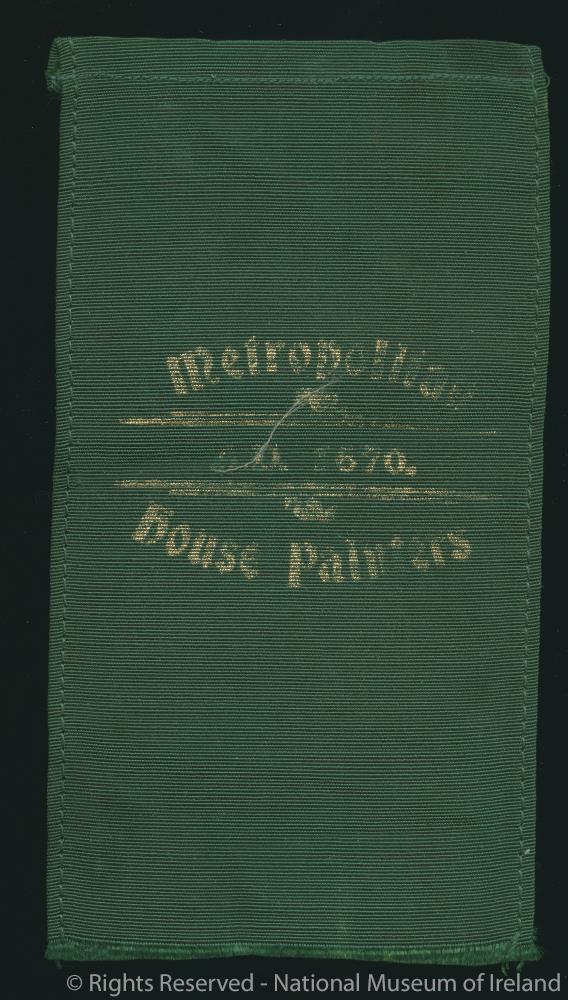 Metropolitan
1670.
House Painters
© Rights Reserved - National Museum of Ireland